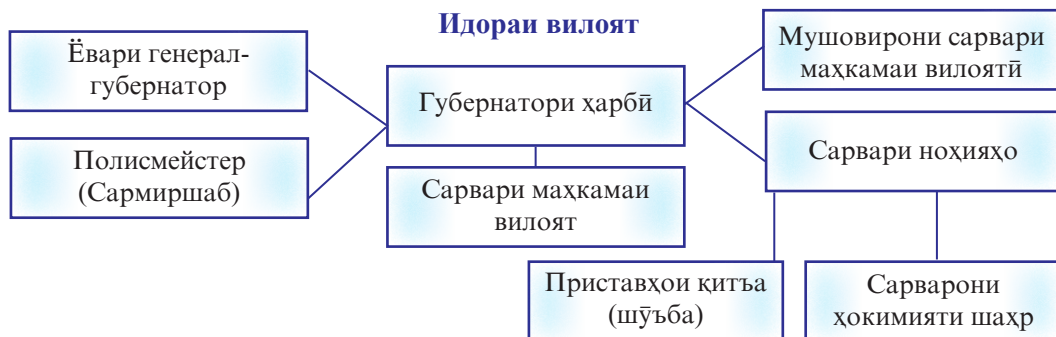 Идораи вилоят
Ёвари генерал-
губернатор
Полисмейстер
(Сармиршаб)
Губернатори ҳарбӣ
Сарвари маҳкамаи
вилоят
Мушовирони сарвари
маҳкамаи вилоятӣ
Сарвари ноҳияҳо
Приставҳои қитъа
(шӯъба)
Сарварони
ҳокимияти шаҳр